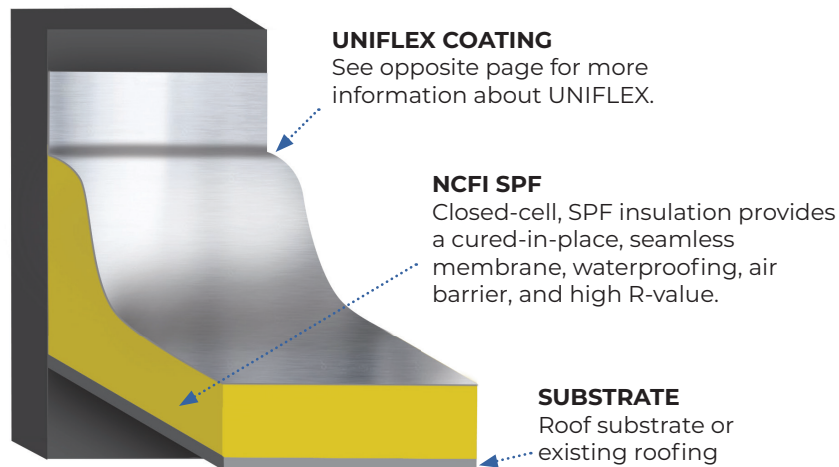 UNIFLEX COATING
See opposite page for more
information about UNIFLEX.
NCFI SPF
Closed-cell, SPF insulation provides
a cured-in-place, seamless
membrane, waterproofing, air
barrier, and high R-value.
SUBSTRATE
Roof substrate or
existing roofing